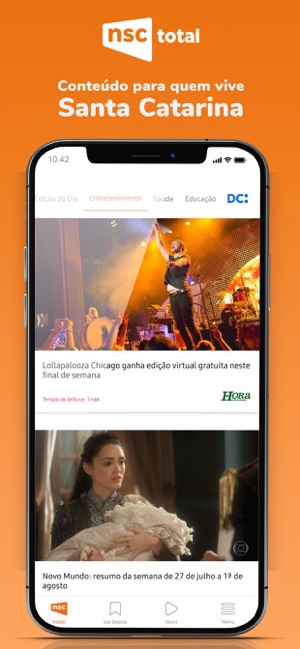 nsc total
Conteúdo para quem vive
Santa Catarina
10.42
Edição do Dia Entretenimento Saúde Educação DC:
Lollapalooza Chicago ganha edição virtual gratuita neste
final de semana
Tempo de leitura: 1min
HORA
Novo Mundo: resumo da semana de 27 de julho a 1º de
agosto
nsc
Início Ler Depois Ouvir Menu